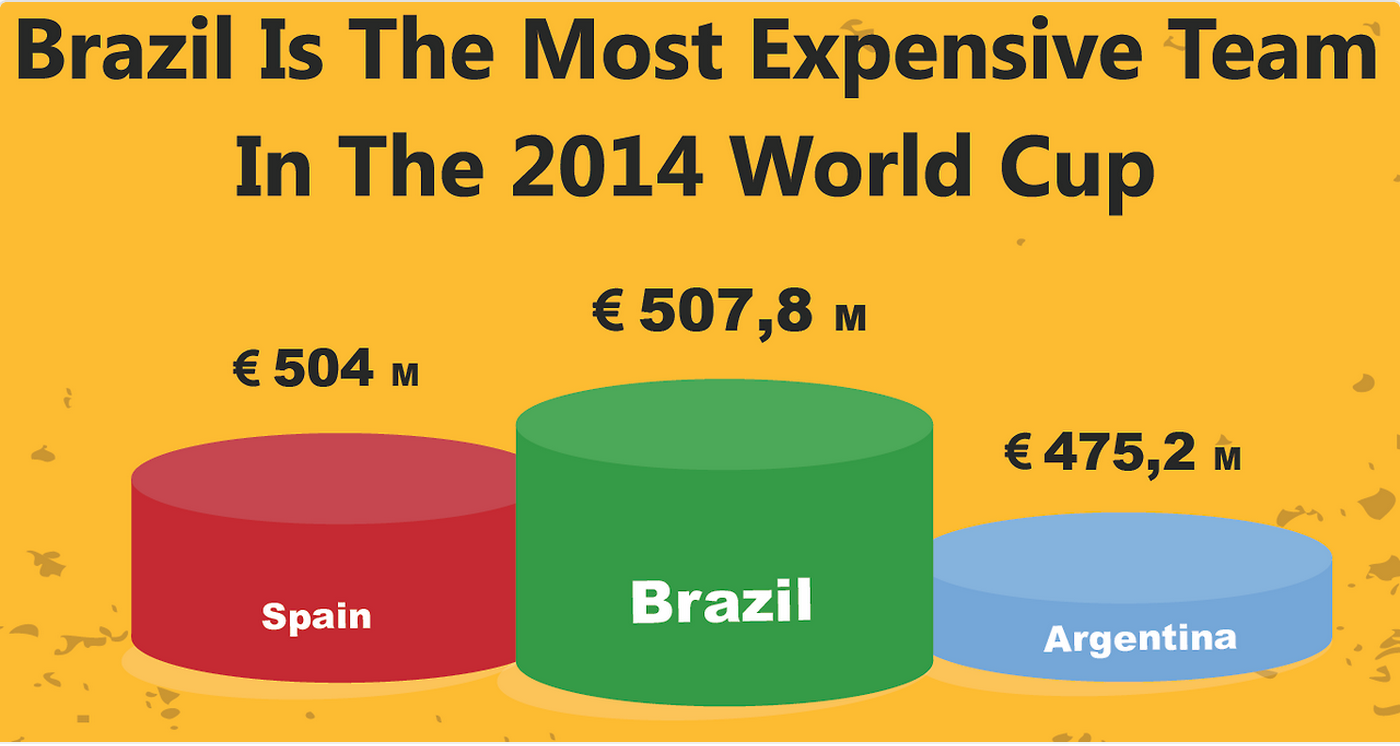 Brazil Is The Most Expensive Team
In The 2014 World Cup
€ 507,8 M
€ 504 M
€ 475,2 M
Spain
Brazil
Argentina